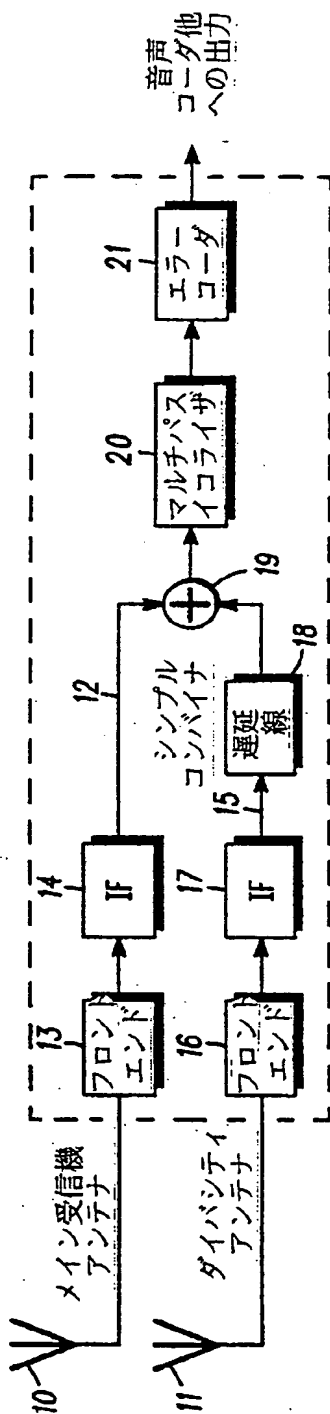 10
メイン受信機
アンテナ
13
フロント
エンド
14
IF
12
11
ダイバシティ
アンテナ
16
フロント
エンド
17
IF
15
18
遅延
線
シンプル
コンバイナ
19
20
マルチパス
イコライザ
21
エラー
コーダ
音声
コーダ他
への出力